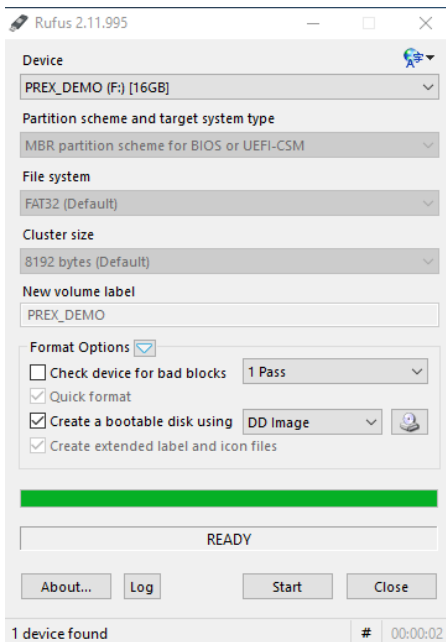 Rufus 2.11.995
Device
PREX_DEMO (F:) [16GB]
Partition scheme and target system type
MBR partition scheme for BIOS or UEFI-CSM
File system
FAT32 (Default)
Cluster size
8192 bytes (Default)
New volume label
PREX_DEMO
Format Options
Check device for bad blocks 1 Pass
Quick format
Create a bootable disk using DD Image
Create extended label and icon files
READY
About... Log Start Close
1 device found # 00:00:02